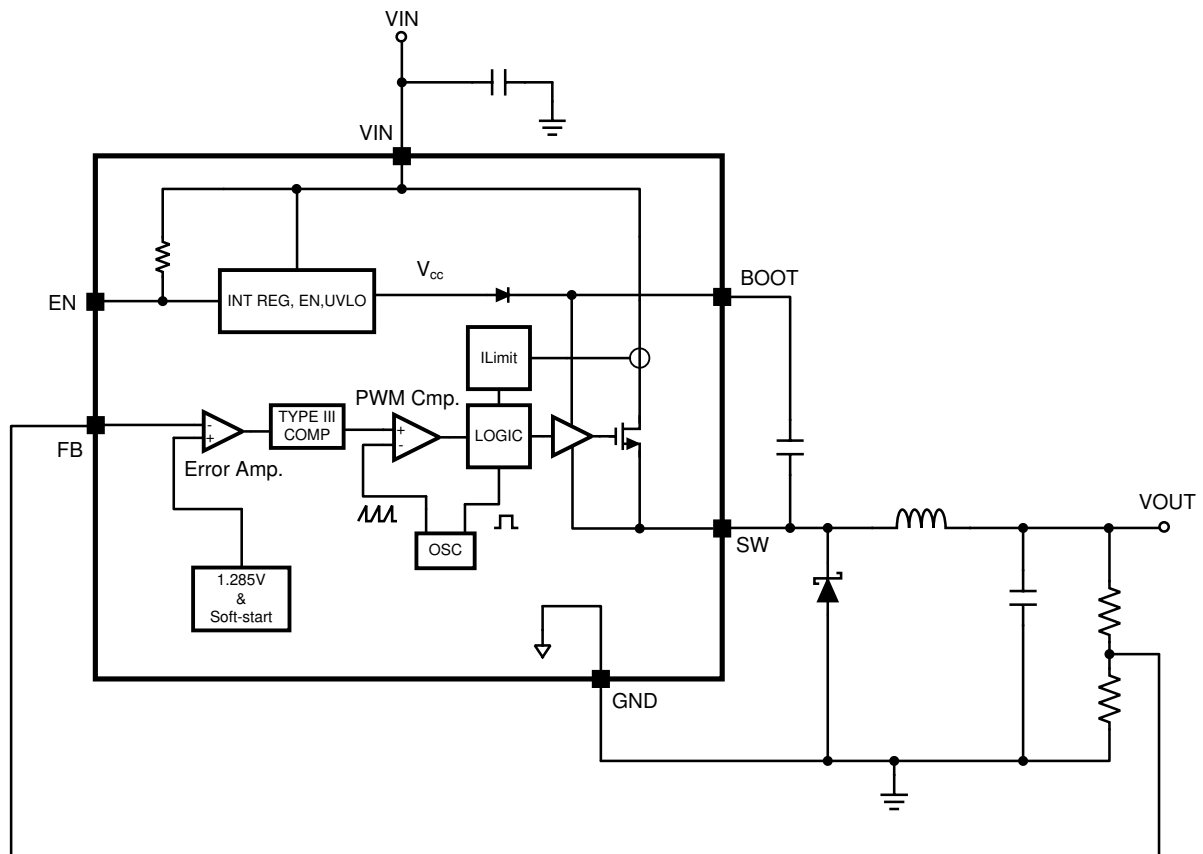 VIN
VIN
V_cc
BOOT
EN
INT REG, EN,UVLO
ILimit
PWM Cmp.
TYPE III
COMP
-
+
+
-
LOGIC
FB
Error Amp.
VOUT
SW
OSC
1.285V
&
Soft-start
GND